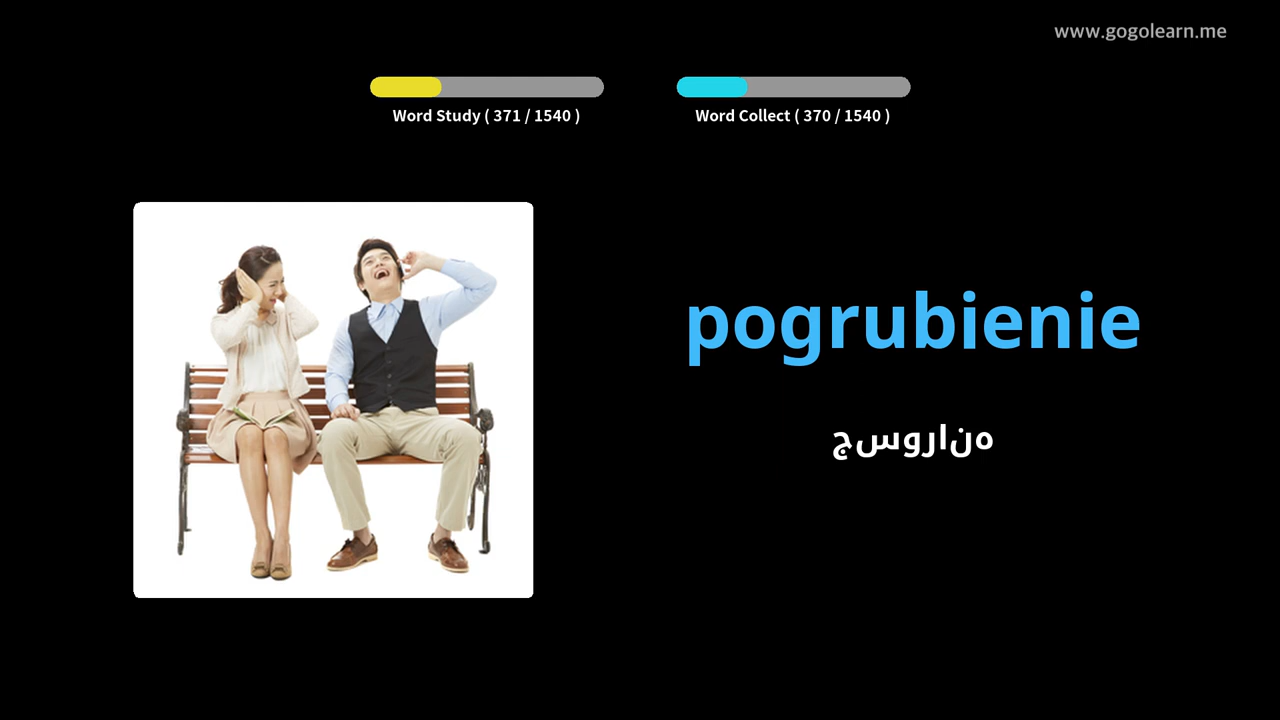 www.gogolearn.me
Word Study ( 371 / 1540 )
Word Collect ( 370 / 1540 )
pogrubienie
هناروسج